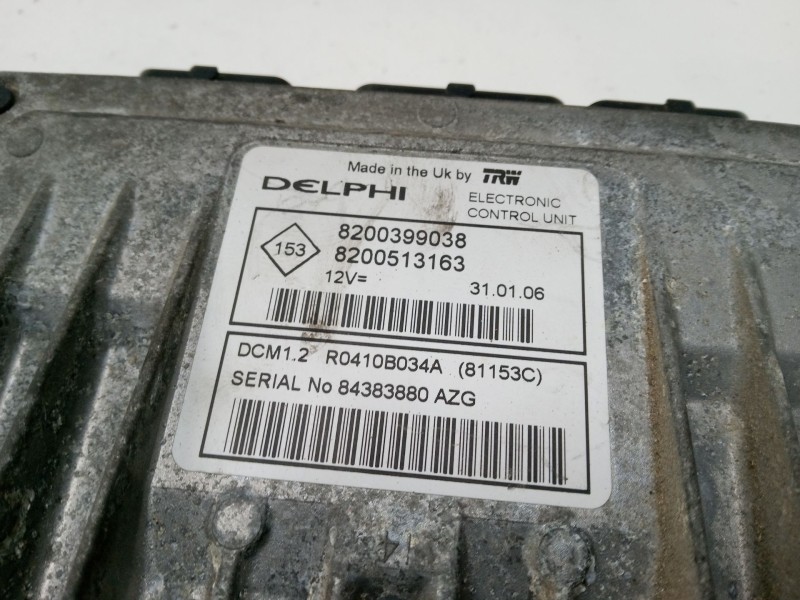 Made in the Uk by TRW
DELPHI
ELECTRONIC
CONTROL UNIT
153
8200399038
8200513163
12V=
31.01.06
DCM1.2 R0410B034A (81153C)
SERIAL No 84383880 AZG